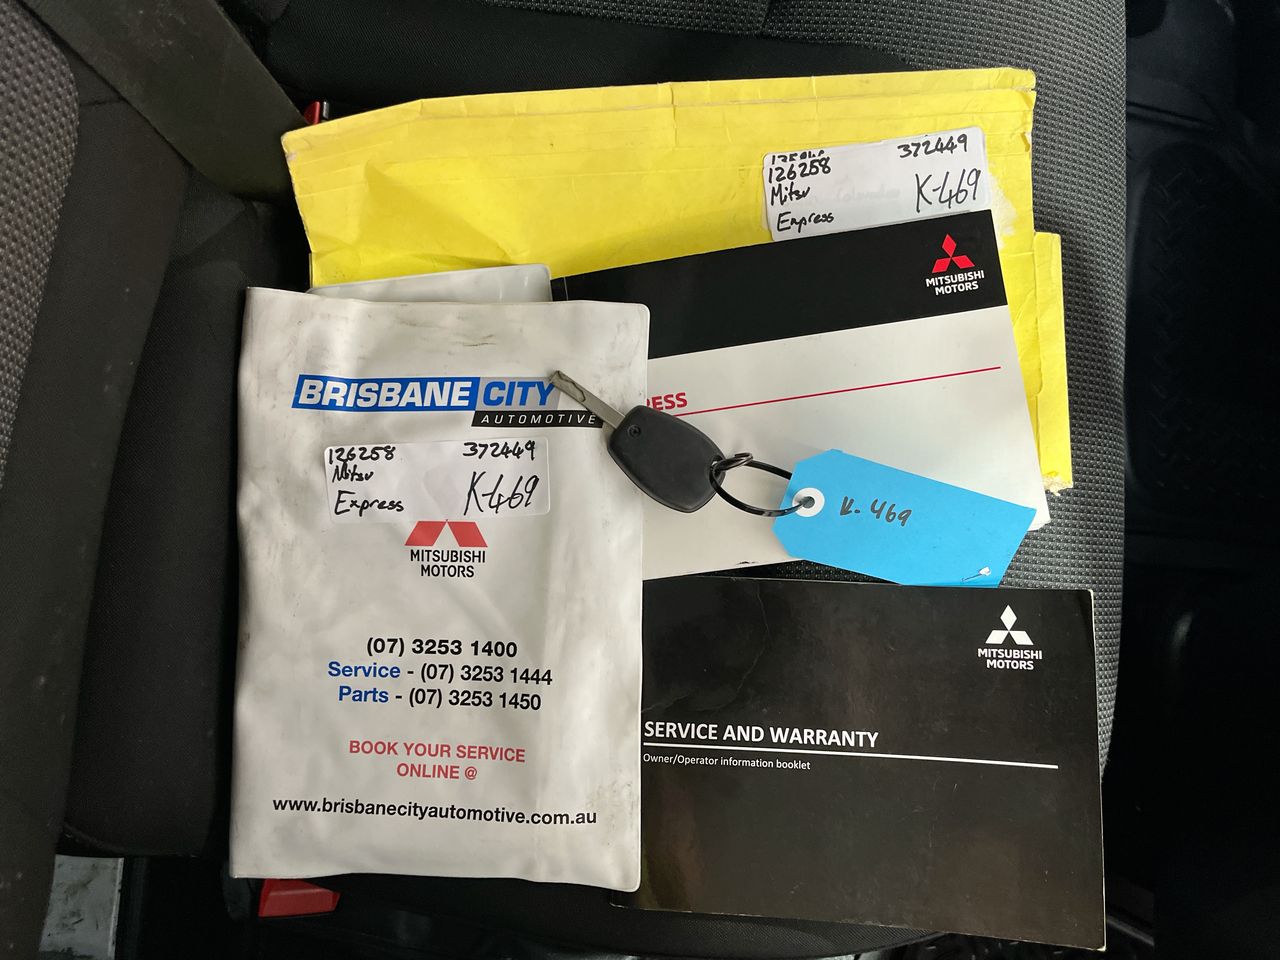 126258 372449
Mitsu
Express K-469
MITSUBISHI
MOTORS
RESS
BRISBANE CITY
AUTOMOTIVE
126258 372449
Mitsu
Express K-469
MITSUBISHI
MOTORS
K-469
(07) 3253 1400
Service - (07) 3253 1444
Parts - (07) 3253 1450
BOOK YOUR SERVICE
ONLINE @
www.brisbanecityautomotive.com.au
MITSUBISHI
MOTORS
SERVICE AND WARRANTY
Owner/Operator information booklet